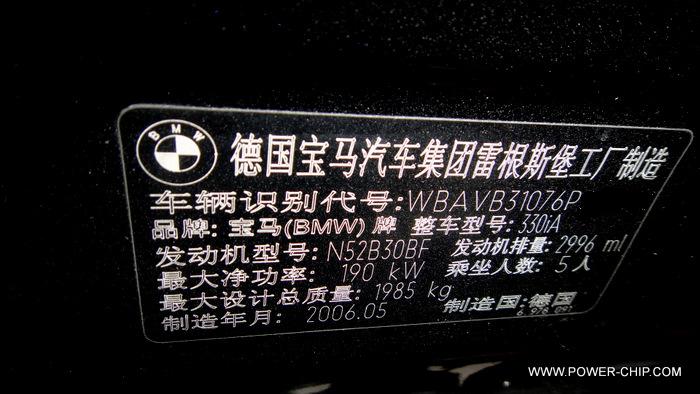 BMW
德国宝马汽车集团雷根斯堡工厂制造
车辆识别代号:WBAVB31076P
品牌: 宝马(BMW) 牌 整车型号: 330iA
发动机型号: N52B30BF 发动机排量: 2996 ml
最大净功率: 190 kW 乘坐人数: 5人
最大设计总质量: 1985 kg
制造年月: 2006.05 制造国: 德国
6 978 091
WWW.POWER-CHIP.COM